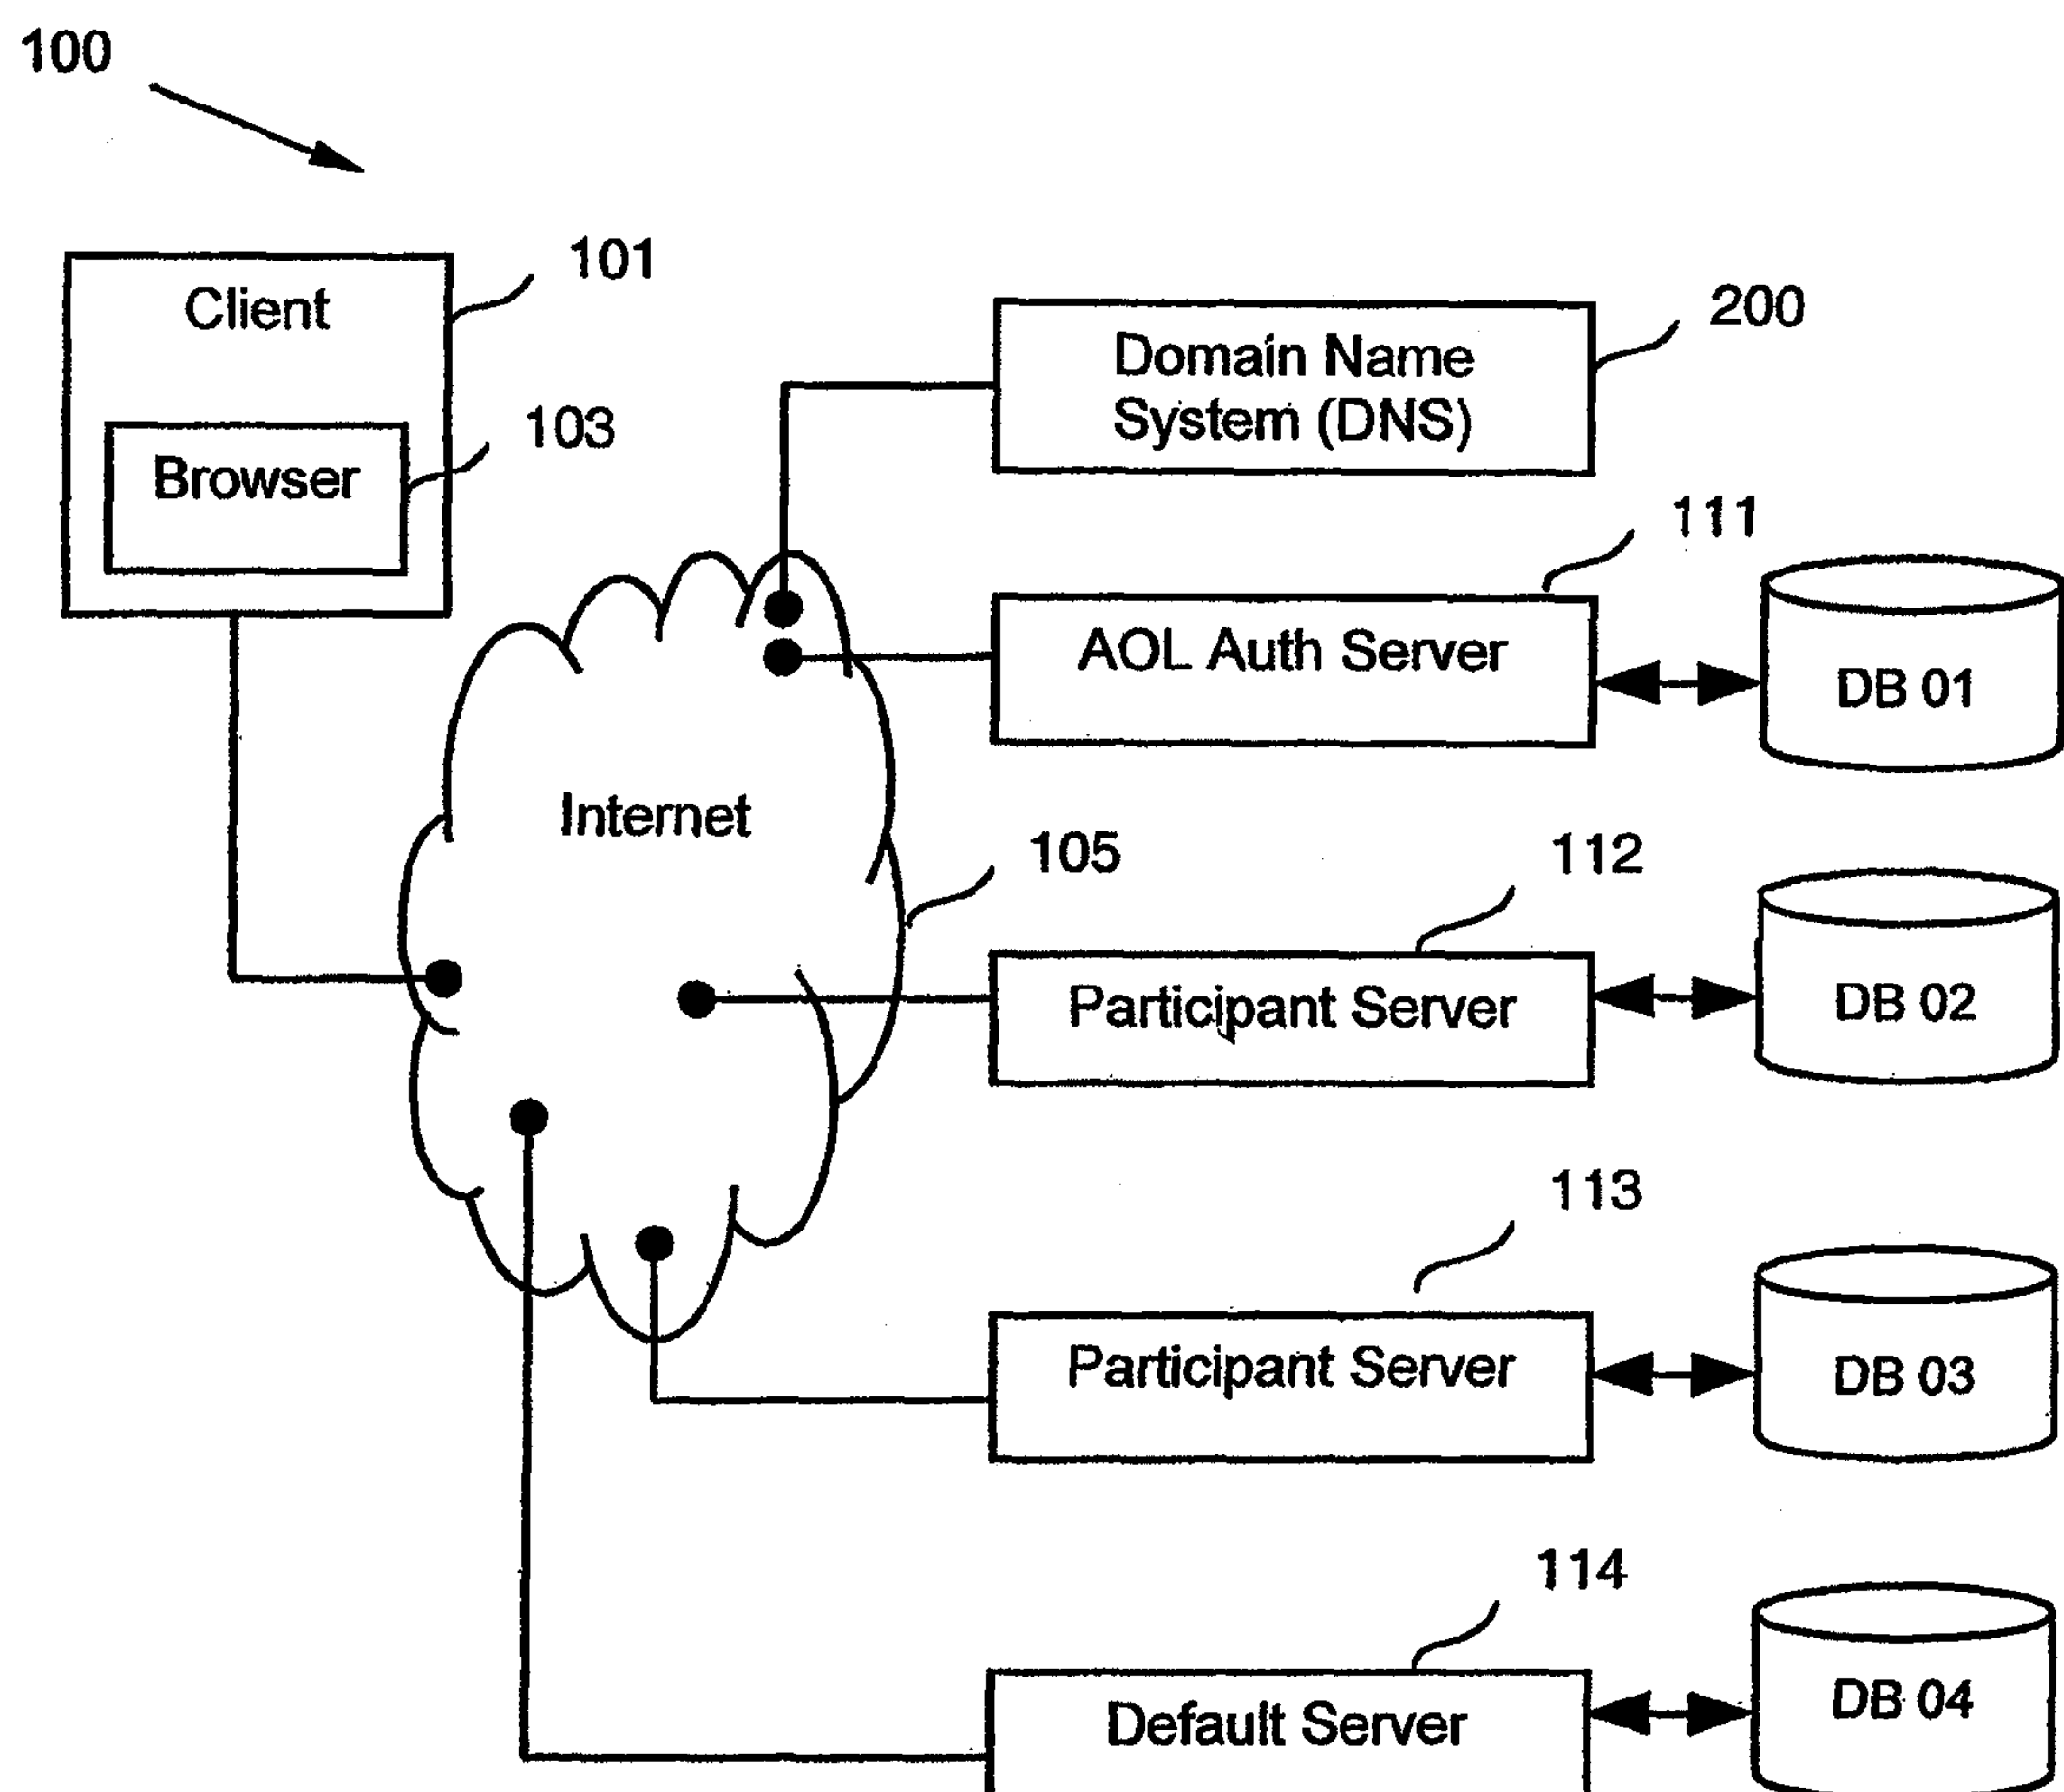 100
101
Client
200
Domain Name
System (DNS)
103
Browser
111
AOL Auth Server
DB 01
Internet
105
112
Participant Server
DB 02
113
Participant Server
DB 03
114
Default Server
DB 04